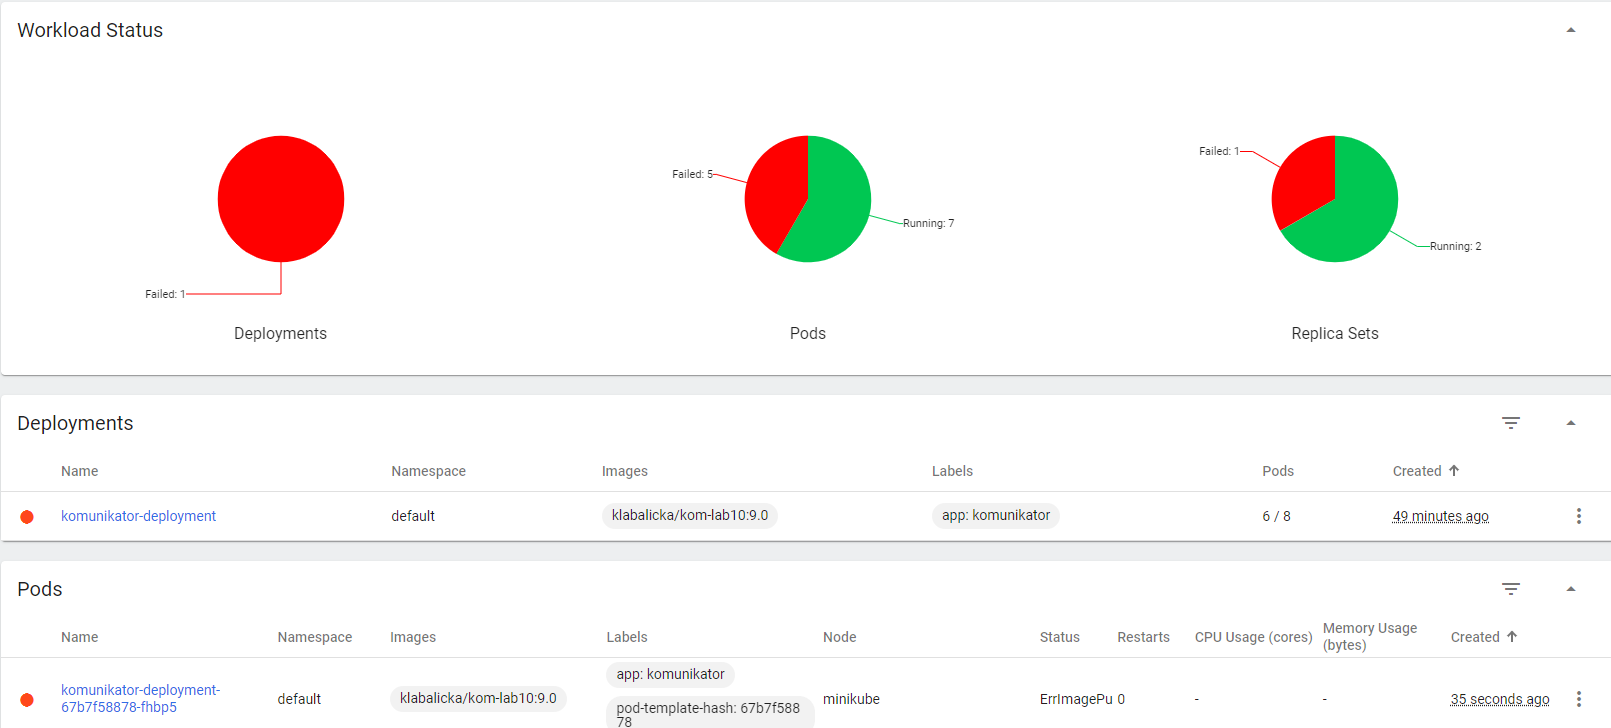 Workload Status
Failed: 1
Deployments
Failed: 5
Running: 7
Pods
Failed: 1
Running: 2
Replica Sets
Deployments
Name Namespace Images Labels Pods Created
komunikator-deployment default klabalicka/kom-lab10:9.0 app: komunikator 6 / 8 49 minutes ago
Pods
Name Namespace Images Labels Node Status Restarts CPU Usage (cores) Memory Usage
(bytes) Created
app: komunikator
komunikator-deployment-
67b7f58878-fhbp5 default klabalicka/kom-lab10:9.0 minikube ErrImagePu 0 - - 35 seconds ago
pod-template-hash: 67b7f588
78